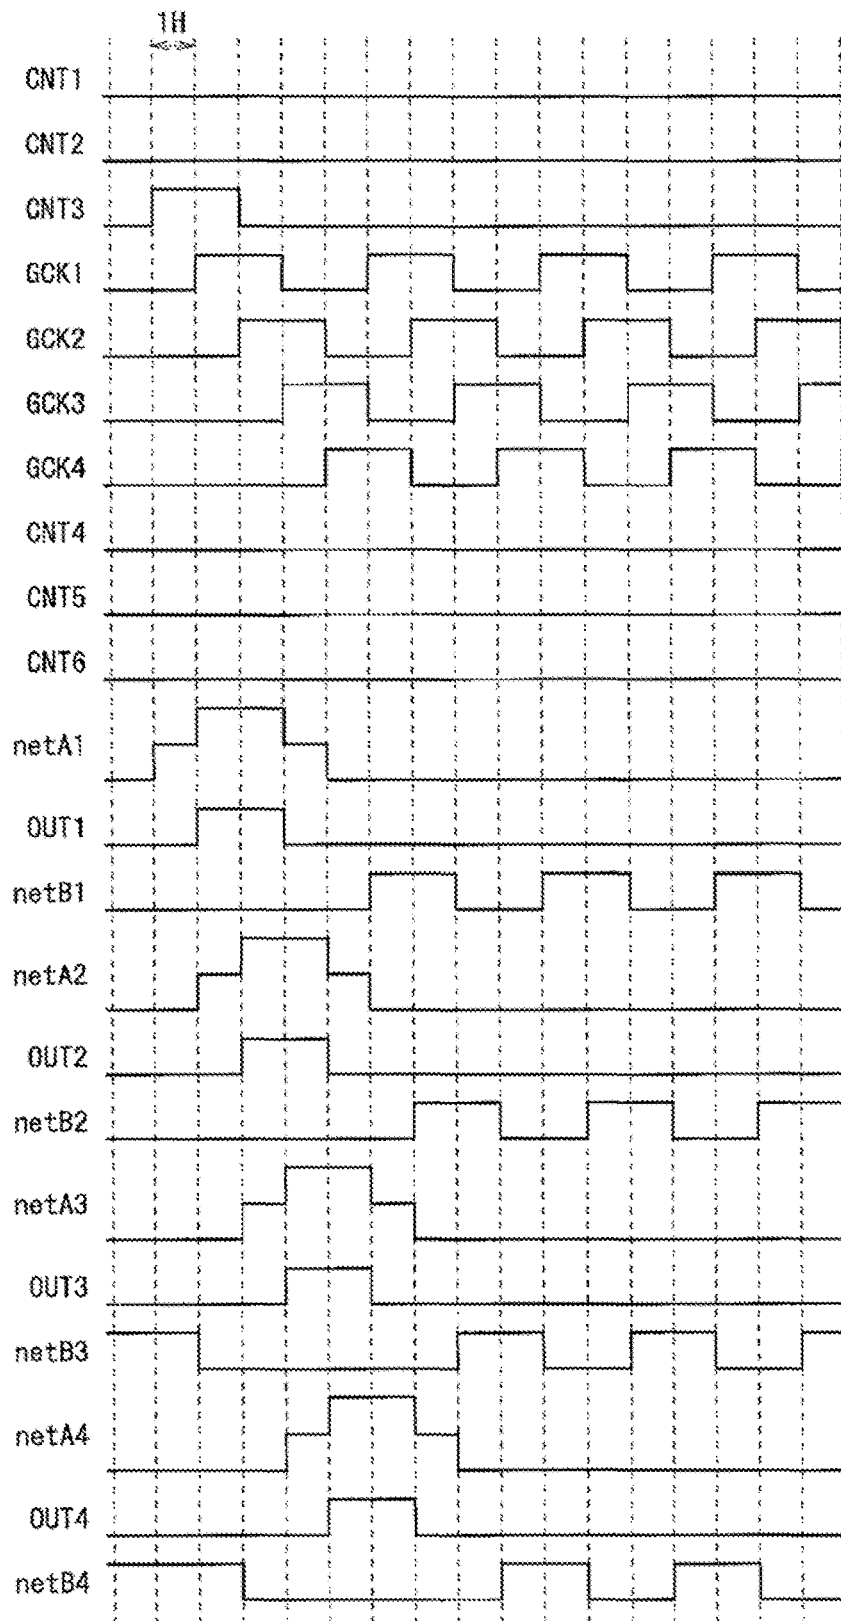 1H
CNT1
CNT2
CNT3
GCK1
GCK2
GCK3
GCK4
CNT4
CNT5
CNT6
netA1
OUT1
netB1
netA2
OUT2
netB2
netA3
OUT3
netB3
netA4
OUT4
netB4